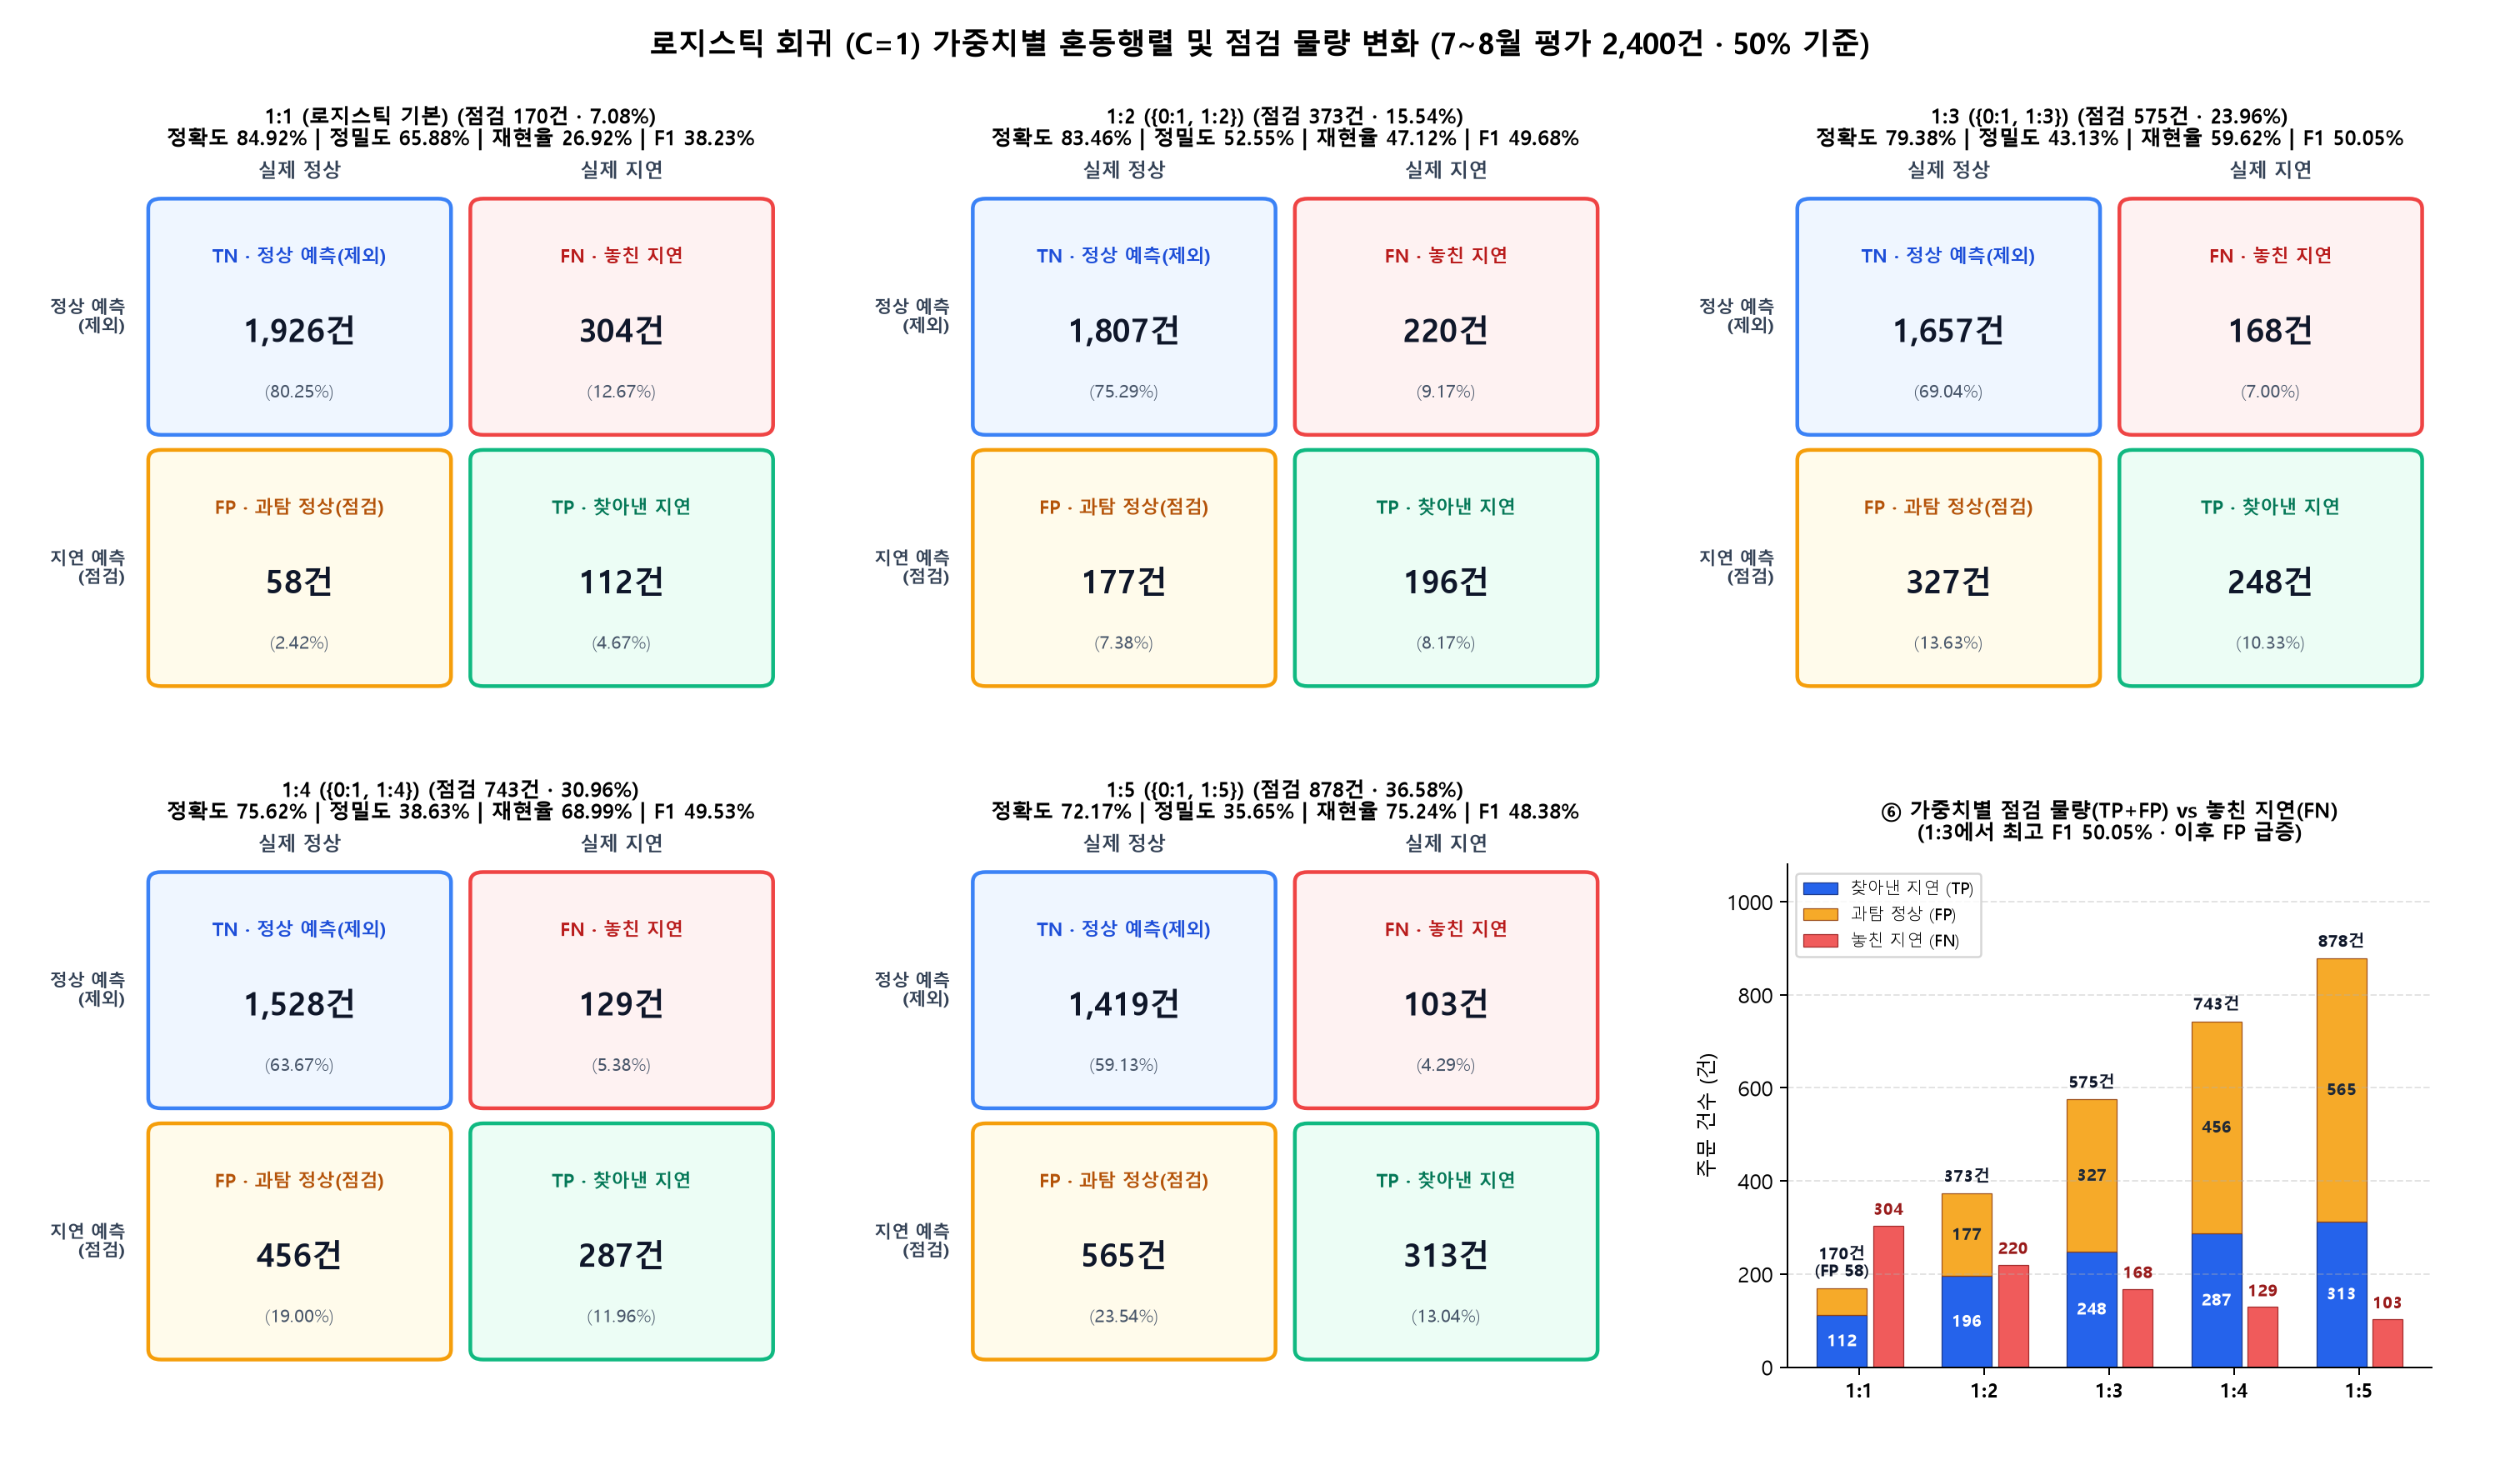 로지스틱 회귀 (C=1) 가중치별 혼동행렬 및 점검 물량 변화 (7~8월 평가 2,400건 · 50% 기준)
1:1 (로지스틱 기본) (점검 170건 · 7.08%)
정확도 84.92% | 정밀도 65.88% | 재현율 26.92% | F1 38.23%
실제 정상
실제 지연
정상 예측
(제외)
TN · 정상 예측(제외)
1,926건
(80.25%)
FN · 놓친 지연
304건
(12.67%)
지연 예측
(점검)
FP · 과탐 정상(점검)
58건
(2.42%)
TP · 찾아낸 지연
112건
(4.67%)
1:2 ({0:1, 1:2}) (점검 373건 · 15.54%)
정확도 83.46% | 정밀도 52.55% | 재현율 47.12% | F1 49.68%
실제 정상
실제 지연
정상 예측
(제외)
TN · 정상 예측(제외)
1,807건
(75.29%)
FN · 놓친 지연
220건
(9.17%)
지연 예측
(점검)
FP · 과탐 정상(점검)
177건
(7.38%)
TP · 찾아낸 지연
196건
(8.17%)
1:3 ({0:1, 1:3}) (점검 575건 · 23.96%)
정확도 79.38% | 정밀도 43.13% | 재현율 59.62% | F1 50.05%
실제 정상
실제 지연
정상 예측
(제외)
TN · 정상 예측(제외)
1,657건
(69.04%)
FN · 놓친 지연
168건
(7.00%)
지연 예측
(점검)
FP · 과탐 정상(점검)
327건
(13.63%)
TP · 찾아낸 지연
248건
(10.33%)
1:4 ({0:1, 1:4}) (점검 743건 · 30.96%)
정확도 75.62% | 정밀도 38.63% | 재현율 68.99% | F1 49.53%
실제 정상
실제 지연
정상 예측
(제외)
TN · 정상 예측(제외)
1,528건
(63.67%)
FN · 놓친 지연
129건
(5.38%)
지연 예측
(점검)
FP · 과탐 정상(점검)
456건
(19.00%)
TP · 찾아낸 지연
287건
(11.96%)
1:5 ({0:1, 1:5}) (점검 878건 · 36.58%)
정확도 72.17% | 정밀도 35.65% | 재현율 75.24% | F1 48.38%
실제 정상
실제 지연
정상 예측
(제외)
TN · 정상 예측(제외)
1,419건
(59.13%)
FN · 놓친 지연
103건
(4.29%)
지연 예측
(점검)
FP · 과탐 정상(점검)
565건
(23.54%)
TP · 찾아낸 지연
313건
(13.04%)
⑥ 가중치별 점검 물량(TP+FP) vs 놓친 지연(FN)
(1:3에서 최고 F1 50.05% · 이후 FP 급증)
찾아낸 지연 (TP)
과탐 정상 (FP)
놓친 지연 (FN)
주문 건수 (건)
1000
800
600
400
200
0
170건
(FP 58)
112
304
373건
177
196
220
575건
327
248
168
743건
456
287
129
878건
565
313
103
1:1
1:2
1:3
1:4
1:5